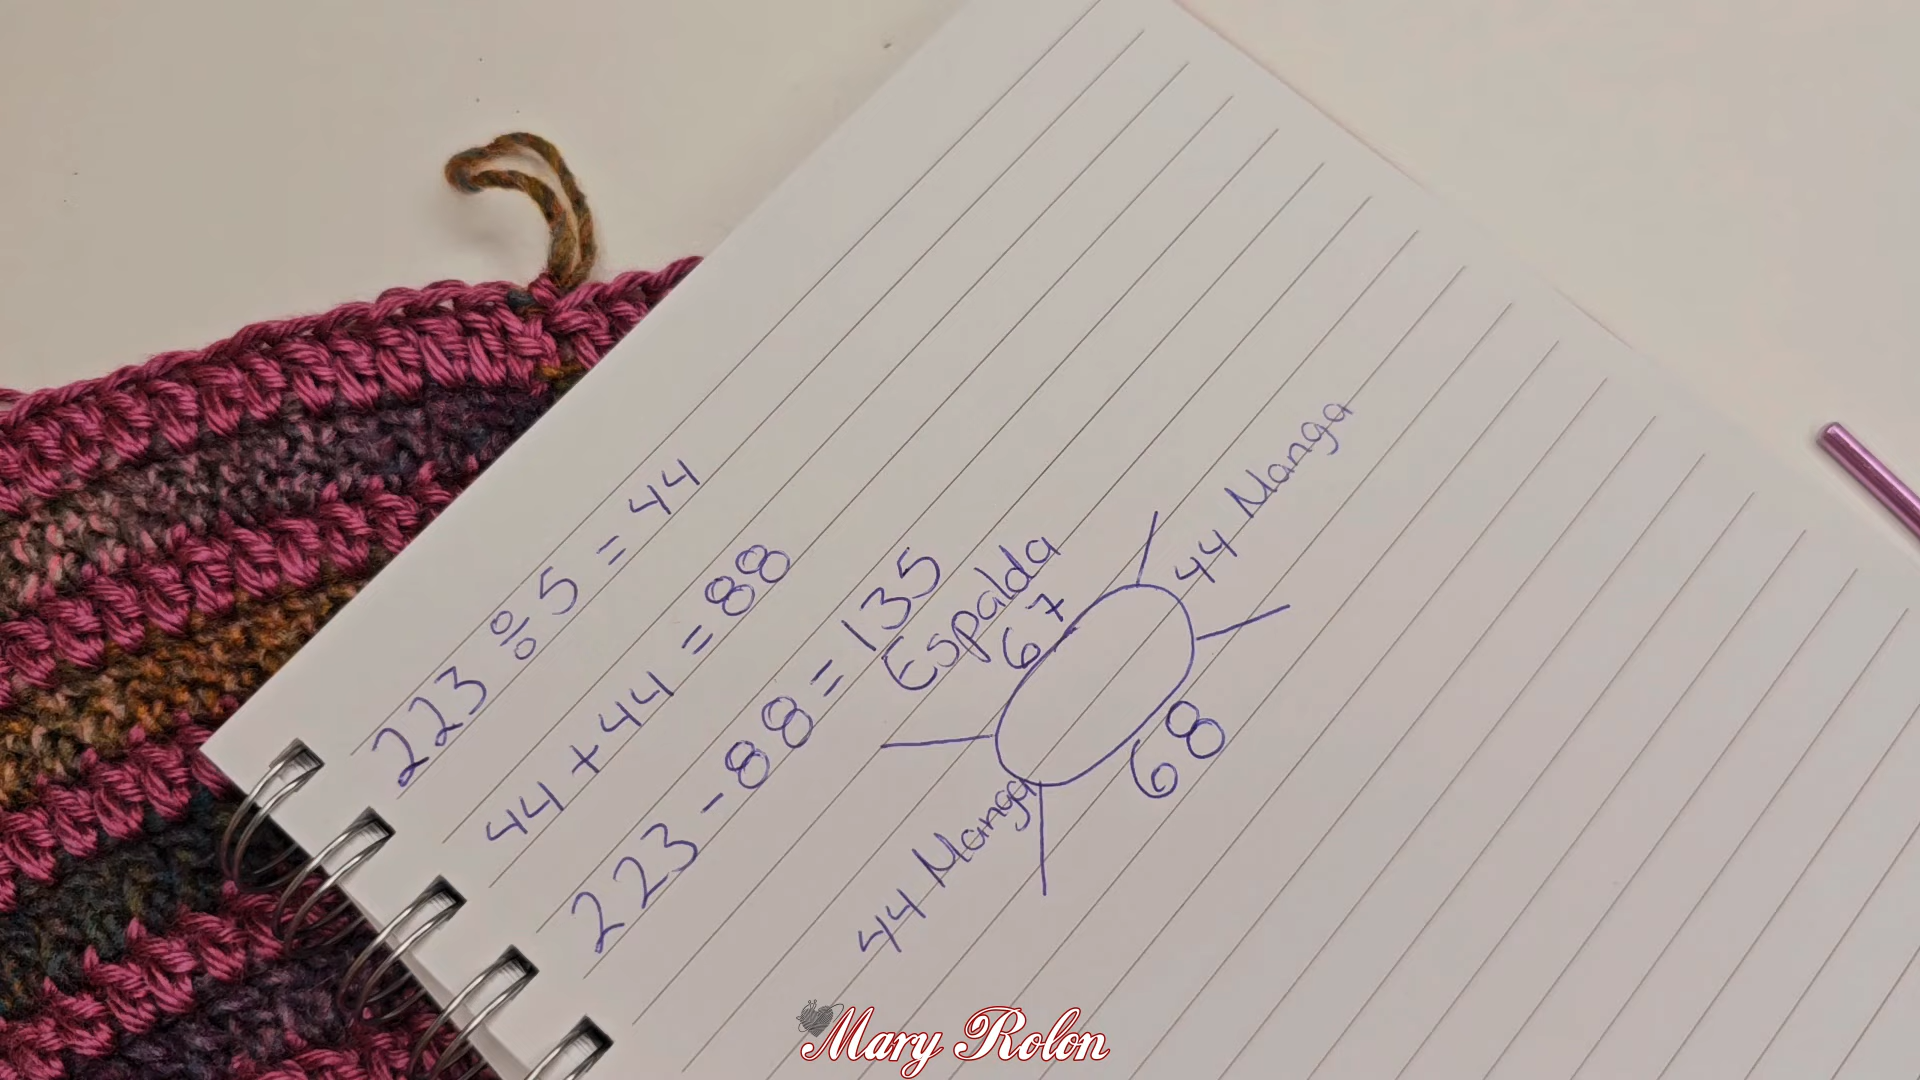 223 ÷ 5 = 44
44 + 44 = 88
223 - 88 = 135
Espalda
67
44 Manga
68
44 Manga
Mary Rolon